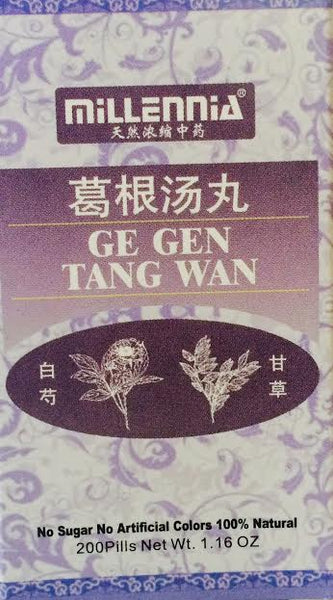 MiLLENNiA®
天然浓缩中药
葛根汤丸
GE GEN
TANG WAN
白芍
甘草
No Sugar No Artificial Colors 100% Natural
200Pills Net Wt. 1.16 OZ